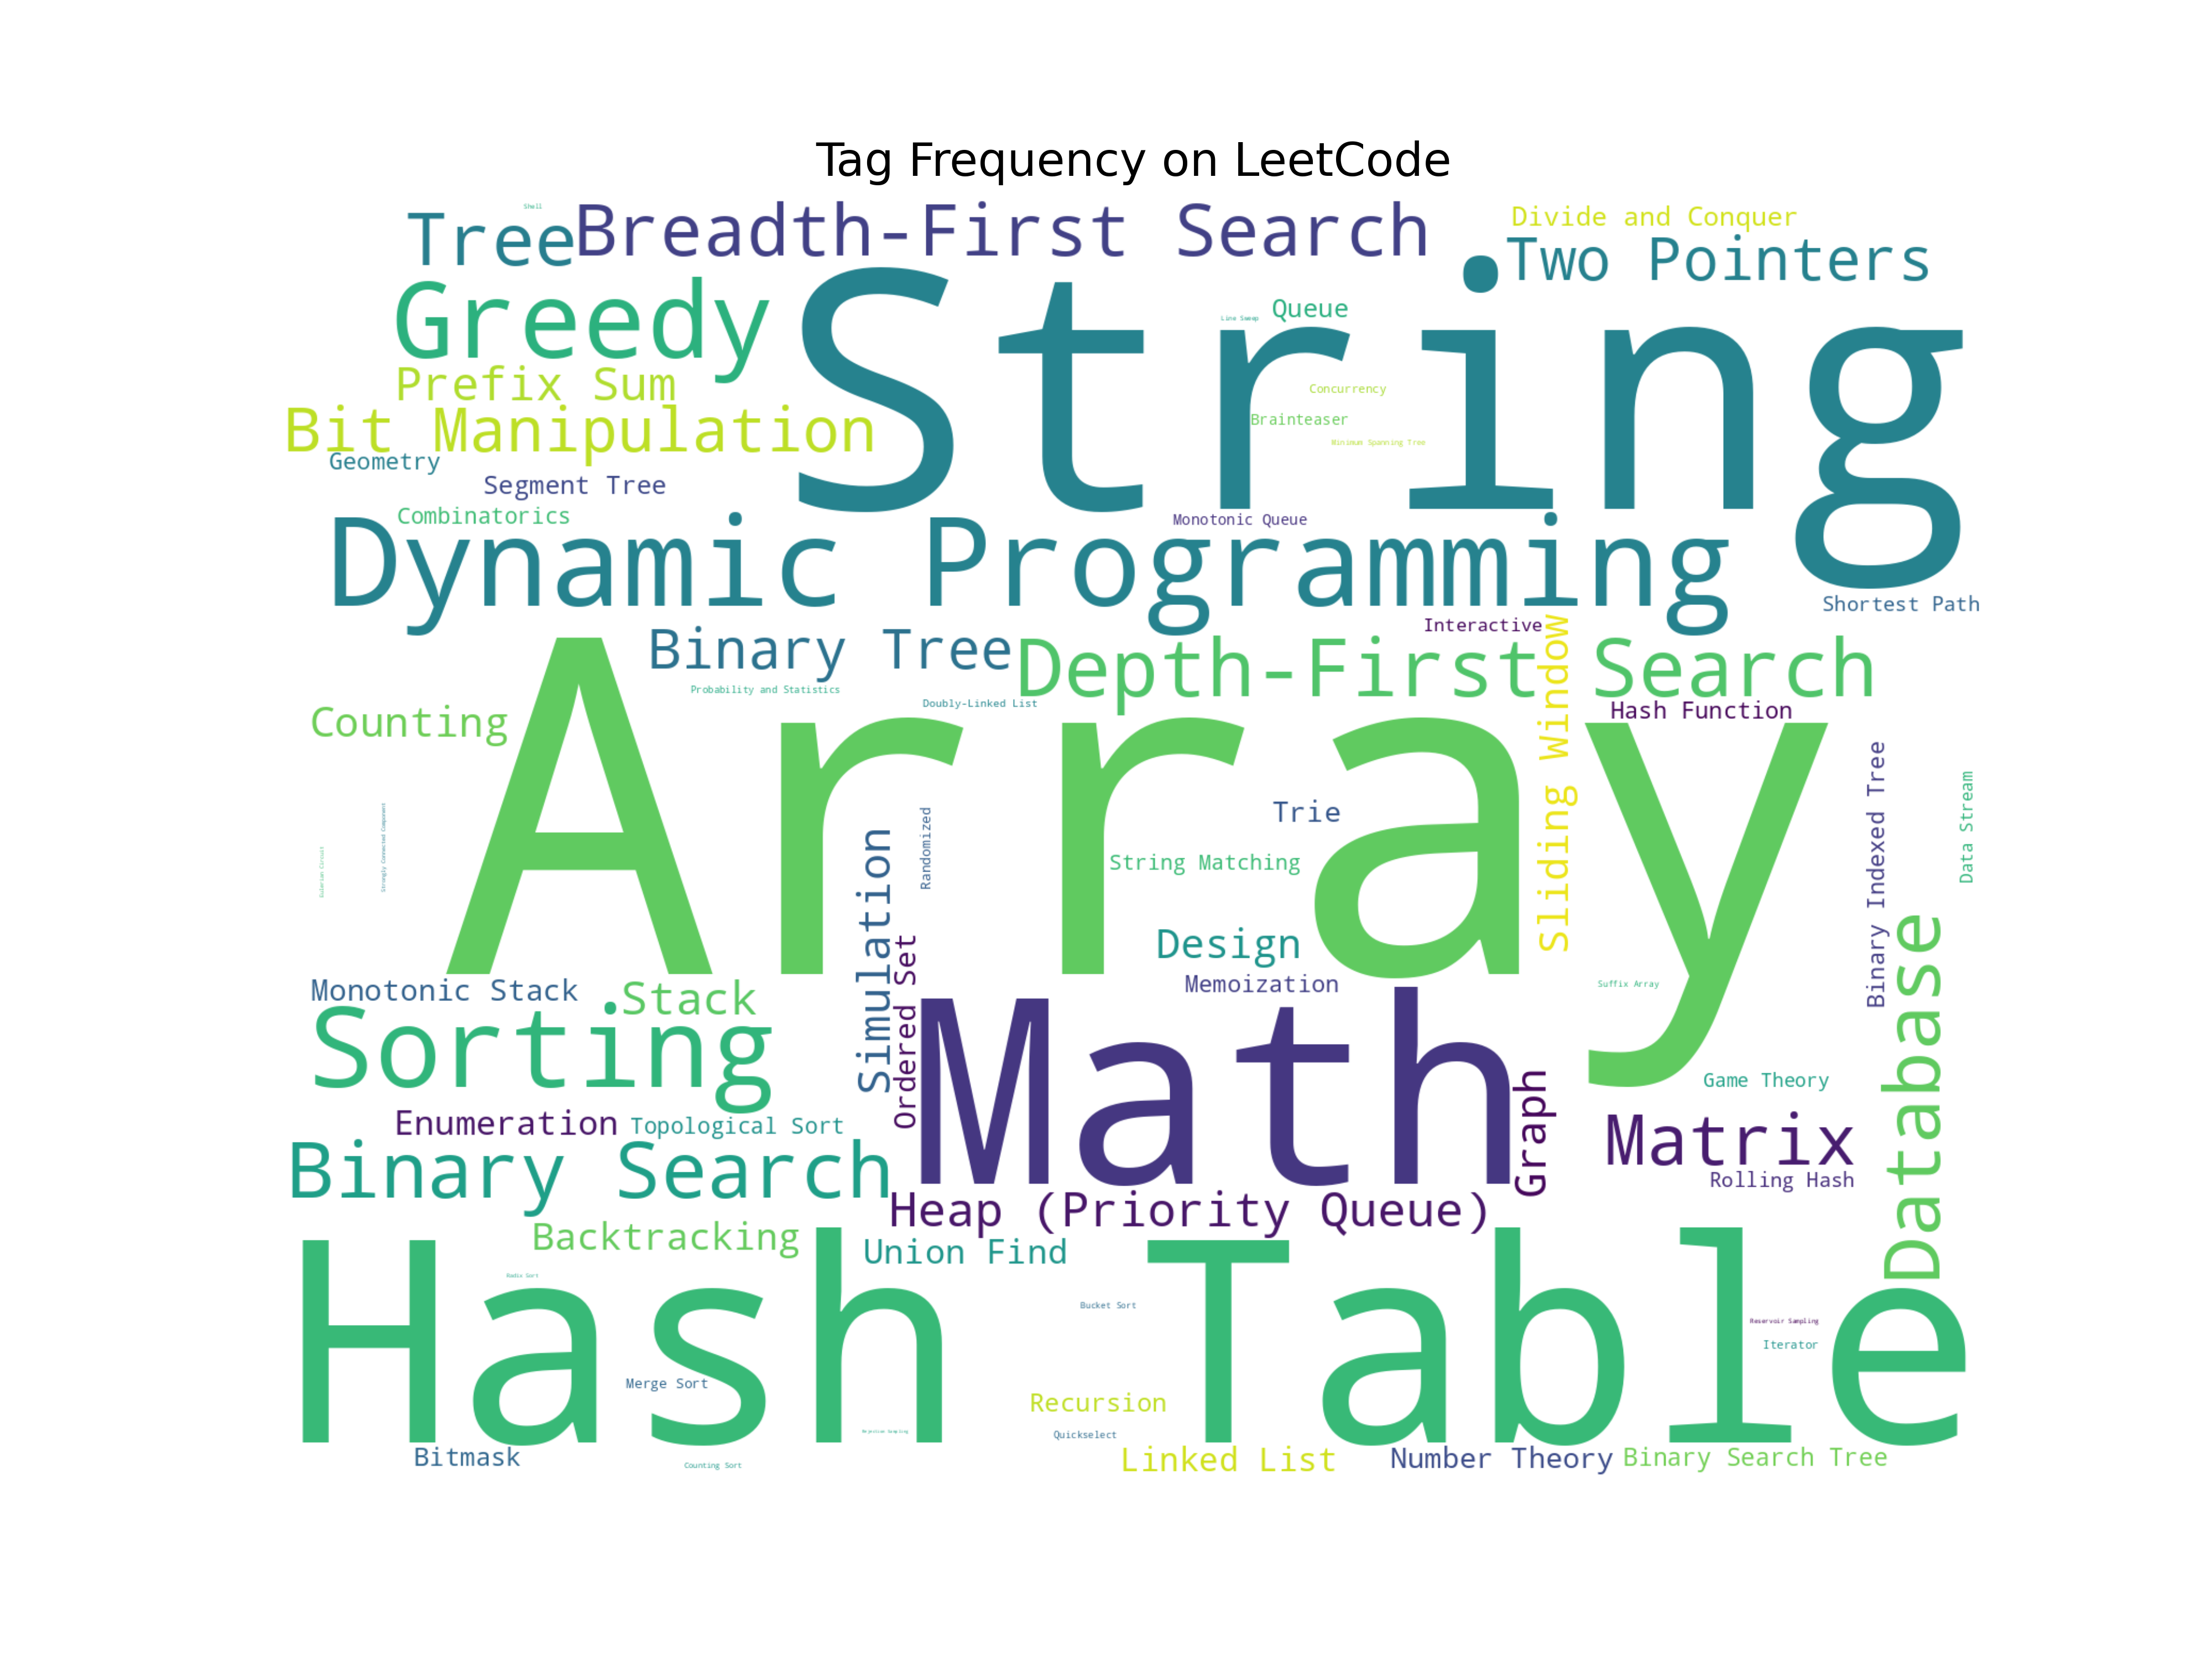 Tag Frequency on LeetCode
Shell
Tree
Breadth-First Search
Divide and Conquer
Two Pointers
Greedy
String
Queue
Line Sweep
Prefix Sum
Concurrency
Bit Manipulation
Brainteaser
Minimum Spanning Tree
Geometry
Segment Tree
Combinatorics
Monotonic Queue
Dynamic Programming
Shortest Path
Interactive
Binary Tree
Depth-First Search
Sliding Window
Probability and Statistics
Doubly-Linked List
Hash Function
Counting
Array
Binary Indexed Tree
Data Stream
Eulerian Circuit
Strongly Connected Component
Simulation
Randomized
Trie
String Matching
Design
Ordered Set
Monotonic Stack
Stack
Memoization
Suffix Array
Database
Sorting
Math
Graph
Game Theory
Enumeration
Topological Sort
Matrix
Binary Search
Rolling Hash
Heap (Priority Queue)
Backtracking
Union Find
Hash Table
Radix Sort
Bucket Sort
Reservoir Sampling
Iterator
Merge Sort
Recursion
Rejection Sampling
Quickselect
Bitmask
Counting Sort
Linked List
Number Theory
Binary Search Tree